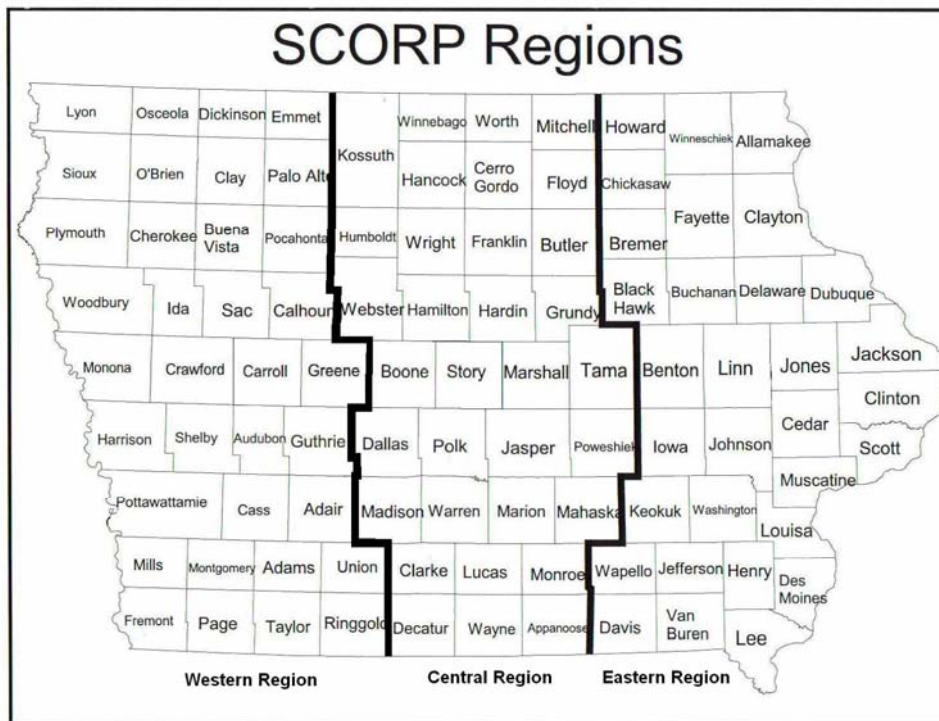 SCORP Regions
Lyon Osceola Dickinson Emmet Kossuth Winnebago Worth Mitchell Howard Winneschiek Allamakee
Sioux O'Brien Clay Palo Alt Hancock Cerro Gordo Floyd Chickasaw
Fayette Clayton
Plymouth Cherokee Buena Vista Pocahonta Humboldt Wright Franklin Butler Bremer
Woodbury Ida Sac Calhoun Webster Hamilton Hardin Grundy Black Hawk Buchanan Delaware Dubuque
Monona Crawford Carroll Greene Boone Story Marshall Tama Benton Linn Jones Jackson
Clinton
Harrison Shelby Audubon Guthrie Dallas Polk Jasper Poweshiek Iowa Johnson Cedar Scott
Muscatine
Pottawattamie Cass Adair Madison Warren Marion Mahaska Keokuk Washington Louisa
Mills Montgomery Adams Union Clarke Lucas Monroe Wapello Jefferson Henry Des Moines
Fremont Page Taylor Ringgold Decatur Wayne Appanoose Davis Van Buren Lee
Western Region Central Region Eastern Region